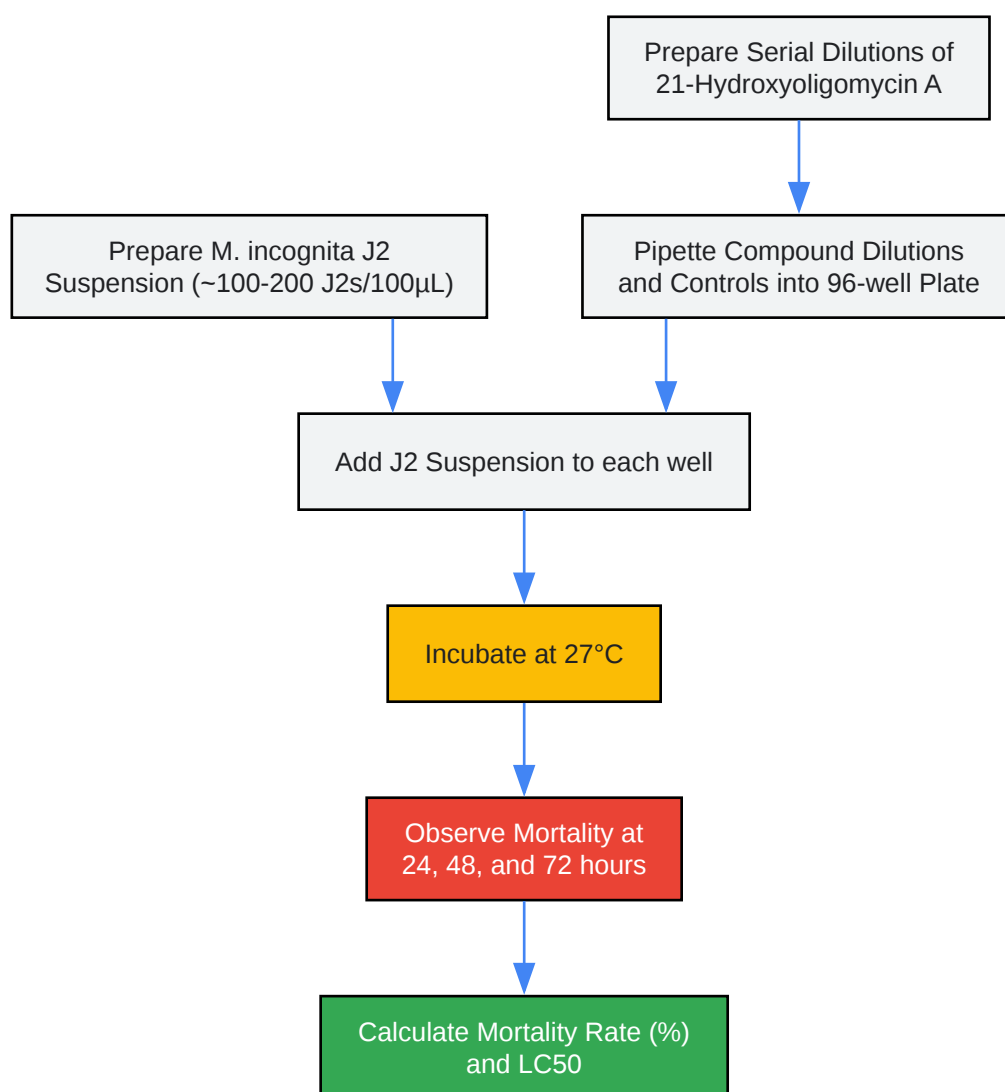 Prepare Serial Dilutions of
21-Hydroxyoligomycin A
Prepare M. incognita J2
Suspension (~100-200 J2s/100µL)
Pipette Compound Dilutions
and Controls into 96-well Plate
Add J2 Suspension to each well
Incubate at 27°C
Observe Mortality at
24, 48, and 72 hours
Calculate Mortality Rate (%)
and LC50